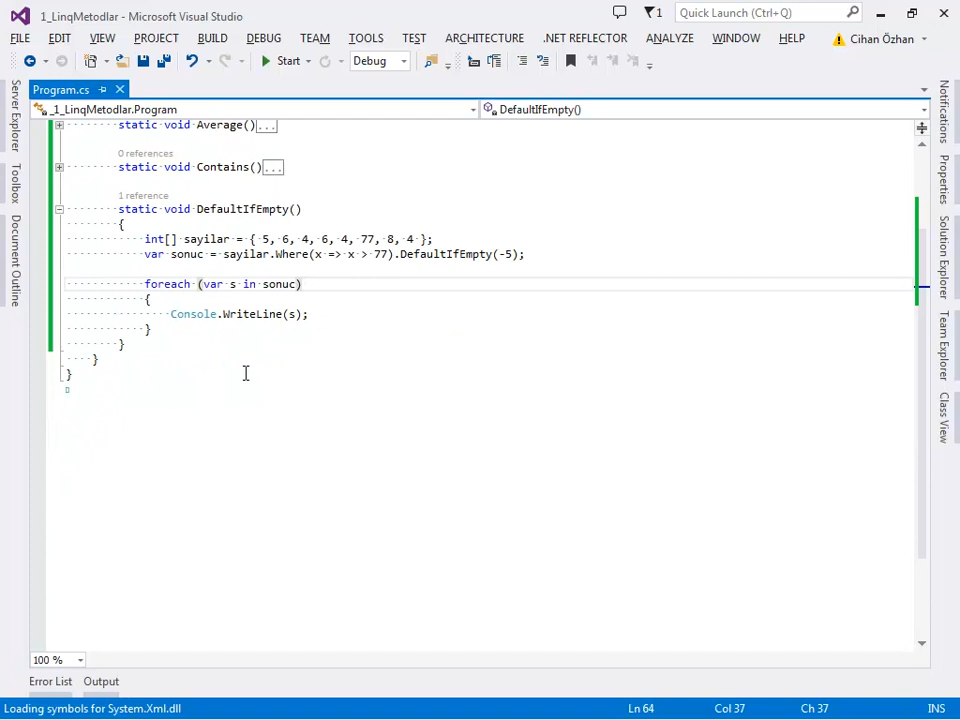 1_LinqMetodlar - Microsoft Visual Studio
1
Quick Launch (Ctrl+Q)
FILE EDIT VIEW PROJECT BUILD DEBUG TEAM TOOLS TEST ARCHITECTURE .NET REFLECTOR ANALYZE WINDOW HELP Cihan Özhan
Start Debug
Program.cs
_1_LinqMetodlar.Program DefaultIfEmpty()
static void Average()...
0 references
static void Contains()...
1 reference
static void DefaultIfEmpty()
{
int[] sayilar = { 5, 6, 4, 6, 4, 77, 8, 4 };
var sonuc = sayilar.Where(x => x > 77).DefaultIfEmpty(-5);
foreach (var s in sonuc)
{
Console.WriteLine(s);
}
}
}
}
Server Explorer
Toolbox
Document Outline
Notifications
Properties
Solution Explorer
Team Explorer
Class View
100 %
Error List Output
Loading symbols for System.Xml.dll Ln 64 Col 37 Ch 37 INS